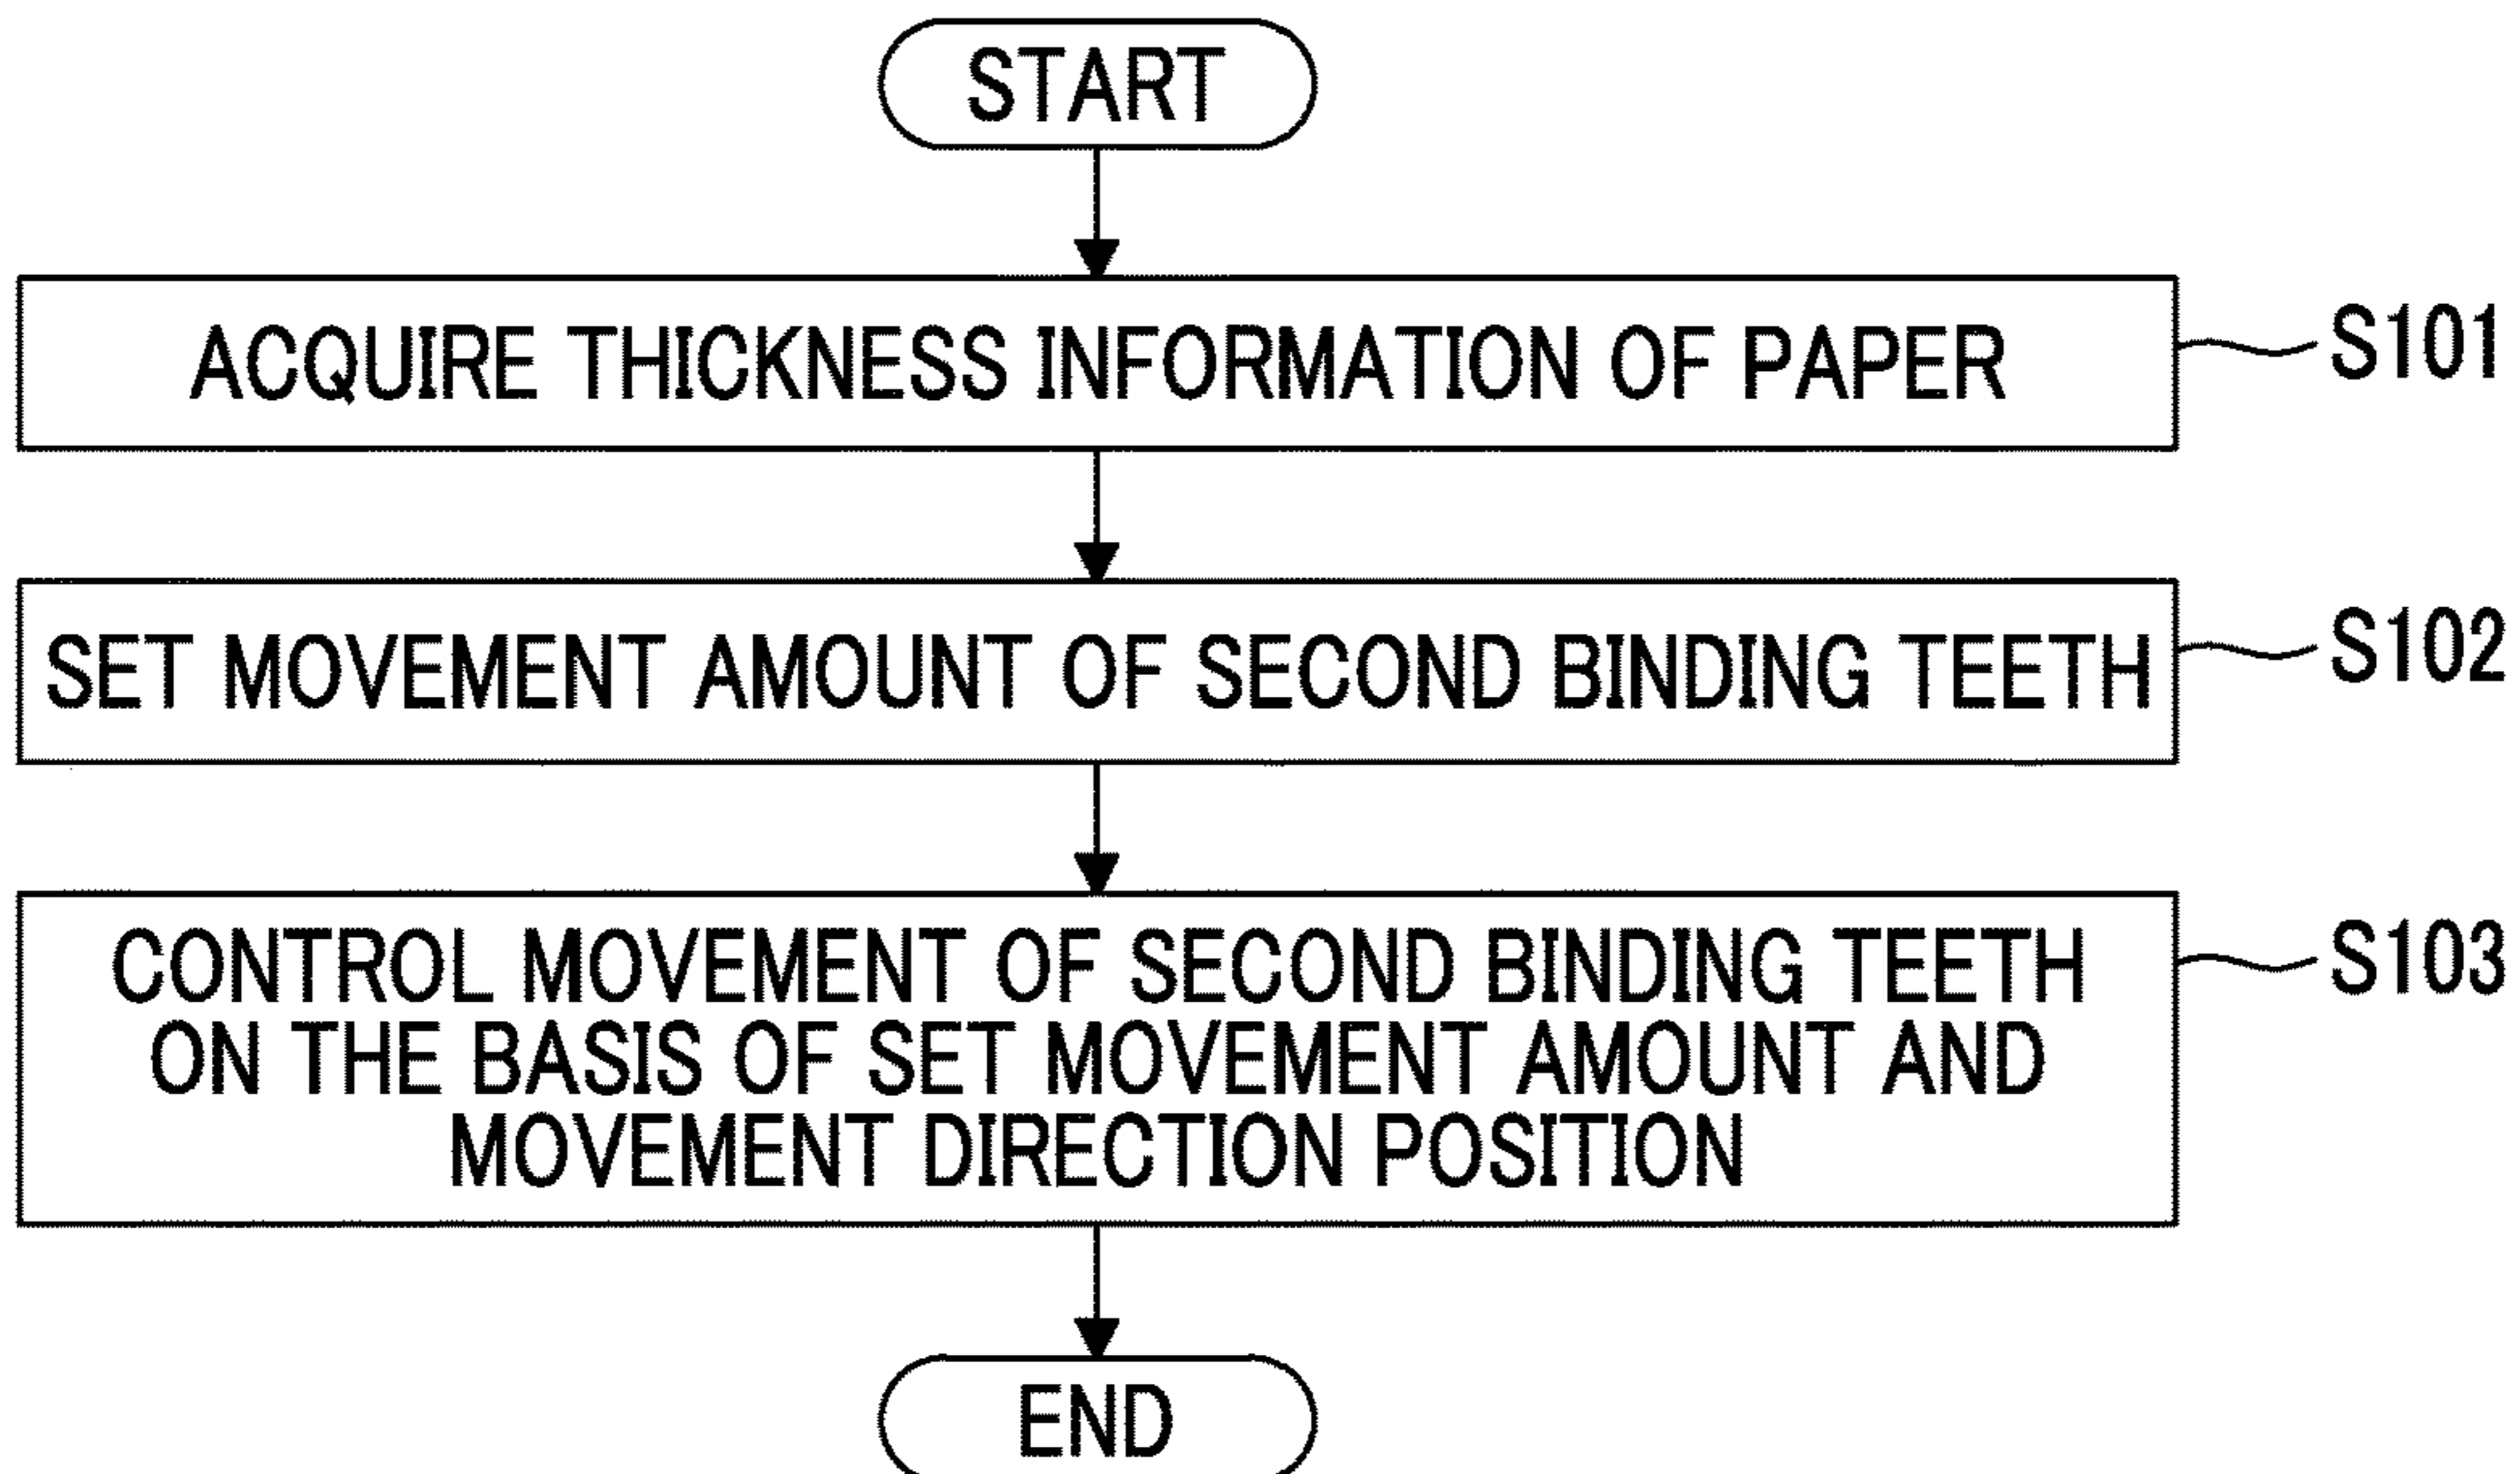 START
ACQUIRE THICKNESS INFORMATION OF PAPER
S101
SET MOVEMENT AMOUNT OF SECOND BINDING TEETH
S102
CONTROL MOVEMENT OF SECOND BINDING TEETH
ON THE BASIS OF SET MOVEMENT AMOUNT AND
MOVEMENT DIRECTION POSITION
S103
END